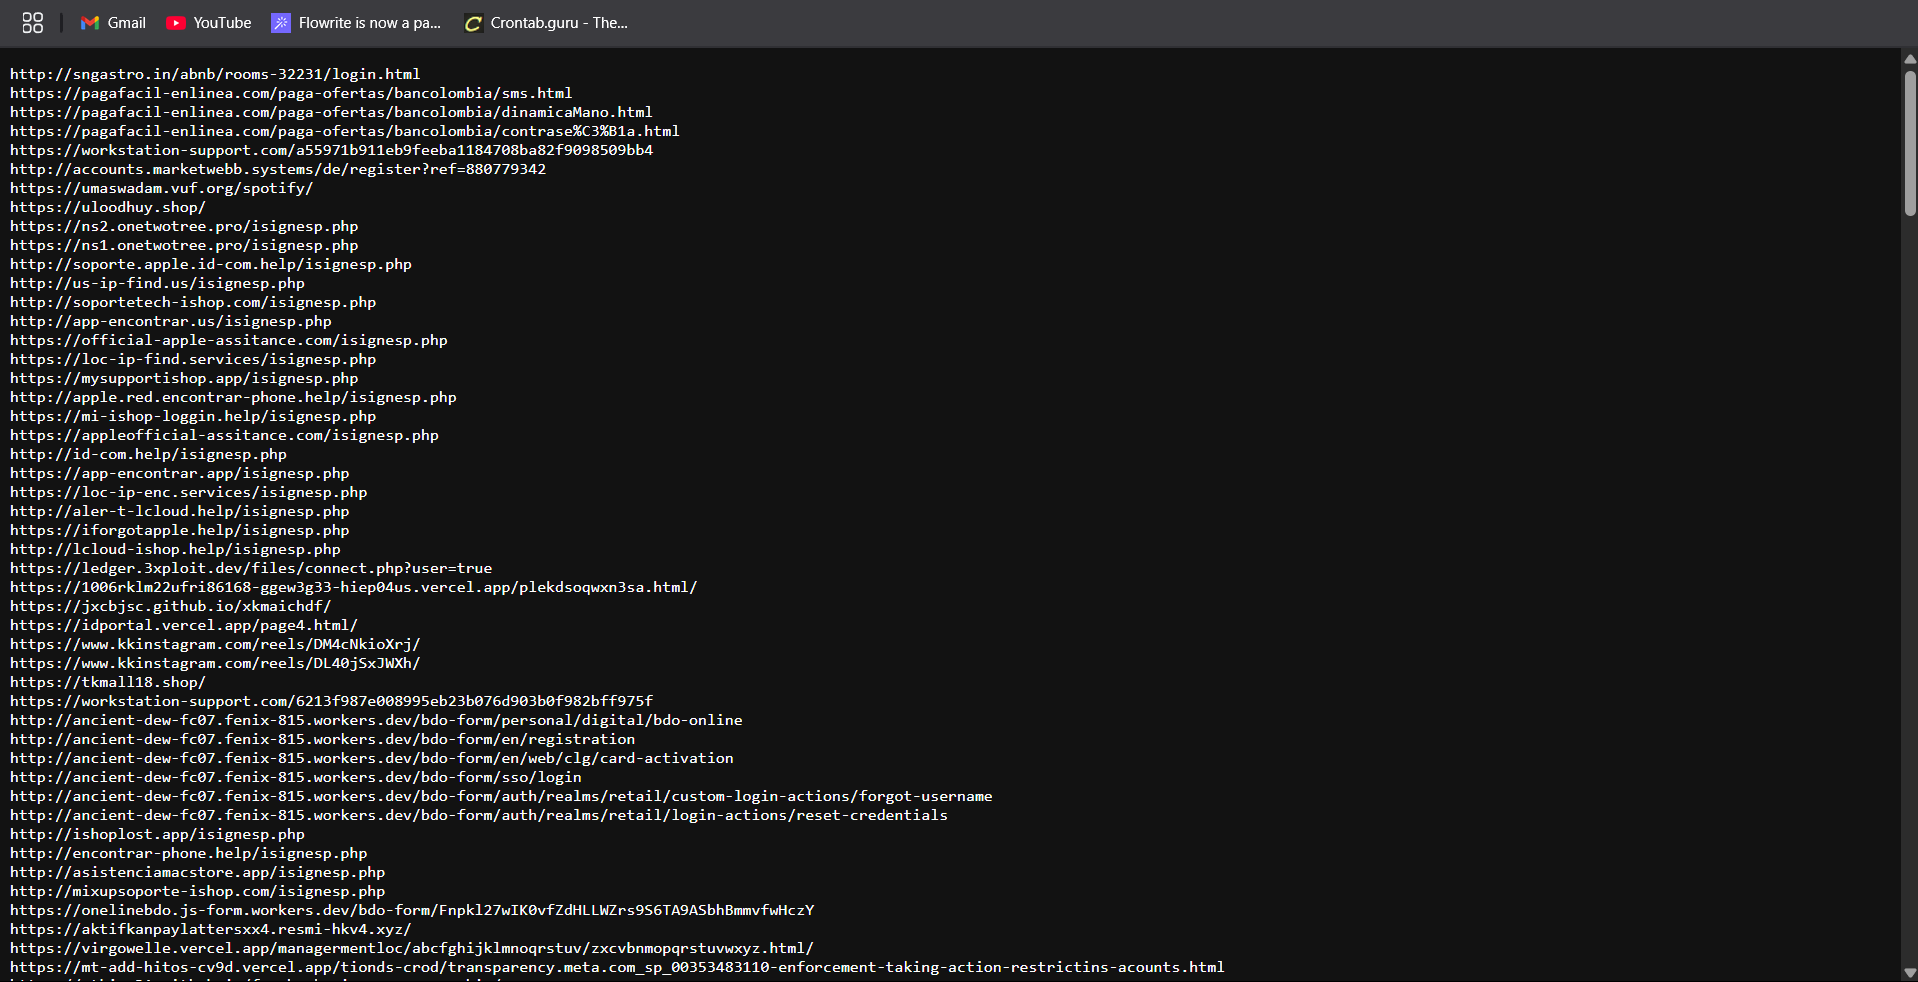 Gmail YouTube Flowrite is now a pa... Crontab.guru - The...
http://sngastro.in/abnb/rooms-32231/login.html
https://pagafacil-enlinea.com/paga-ofertas/bancolombia/sms.html
https://pagafacil-enlinea.com/paga-ofertas/bancolombia/dinamicaMano.html
https://pagafacil-enlinea.com/paga-ofertas/bancolombia/contrase%C3%B1a.html
https://workstation-support.com/a55971b911eb9feeba1184708ba82f9098509bb4
http://accounts.marketwebb.systems/de/register?ref=880779342
https://umaswadam.vuf.org/spotify/
https://uloodhuy.shop/
https://ns2.onetwotree.pro/isignesp.php
https://ns1.onetwotree.pro/isignesp.php
http://soporte.apple.id-com.help/isignesp.php
http://us-ip-find.us/isignesp.php
http://soportetech-ishop.com/isignesp.php
http://app-encontrar.us/isignesp.php
https://official-apple-assitance.com/isignesp.php
https://loc-ip-find.services/isignesp.php
https://mysupportishop.app/isignesp.php
http://apple.red.encontrar-phone.help/isignesp.php
https://mi-ishop-loggin.help/isignesp.php
https://appleofficial-assitance.com/isignesp.php
http://id-com.help/isignesp.php
https://app-encontrar.app/isignesp.php
https://loc-ip-enc.services/isignesp.php
http://aler-t-lcloud.help/isignesp.php
https://iforgotapple.help/isignesp.php
http://lcloud-ishop.help/isignesp.php
https://ledger.3xploit.dev/files/connect.php?user=true
https://1006rklm22ufri86168-ggew3g33-hiep04us.vercel.app/plekdsoqwxn3sa.html/
https://jxcbjsc.github.io/xkmaichdf/
https://idportal.vercel.app/page4.html/
https://www.kkinstagram.com/reels/DM4cNkioXrj/
https://www.kkinstagram.com/reels/DL40jSxJWXh/
https://tkmall18.shop/
https://workstation-support.com/6213f987e008995eb23b076d903b0f982bff975f
http://ancient-dew-fc07.fenix-815.workers.dev/bdo-form/personal/digital/bdo-online
http://ancient-dew-fc07.fenix-815.workers.dev/bdo-form/en/registration
http://ancient-dew-fc07.fenix-815.workers.dev/bdo-form/en/web/clg/card-activation
http://ancient-dew-fc07.fenix-815.workers.dev/bdo-form/sso/login
http://ancient-dew-fc07.fenix-815.workers.dev/bdo-form/auth/realms/retail/custom-login-actions/forgot-username
http://ancient-dew-fc07.fenix-815.workers.dev/bdo-form/auth/realms/retail/login-actions/reset-credentials
http://ishoplost.app/isignesp.php
http://encontrar-phone.help/isignesp.php
http://asistenciamacstore.app/isignesp.php
http://mixupsoporte-ishop.com/isignesp.php
https://onelinebdo.js-form.workers.dev/bdo-form/Fnpkl27wIK0vfZdHLLWZrs9S6TA9ASbhBmmvfwHczY
https://aktifkanpaylattersxx4.resmi-hkv4.xyz/
https://virgowelle.vercel.app/managermentloc/abcfghijklmnoqrstuv/zxcvbnmopqrstuvwxyz.html/
https://mt-add-hitos-cv9d.vercel.app/tionds-crod/transparency.meta.com_sp_00353483110-enforcement-taking-action-restrictins-acounts.html